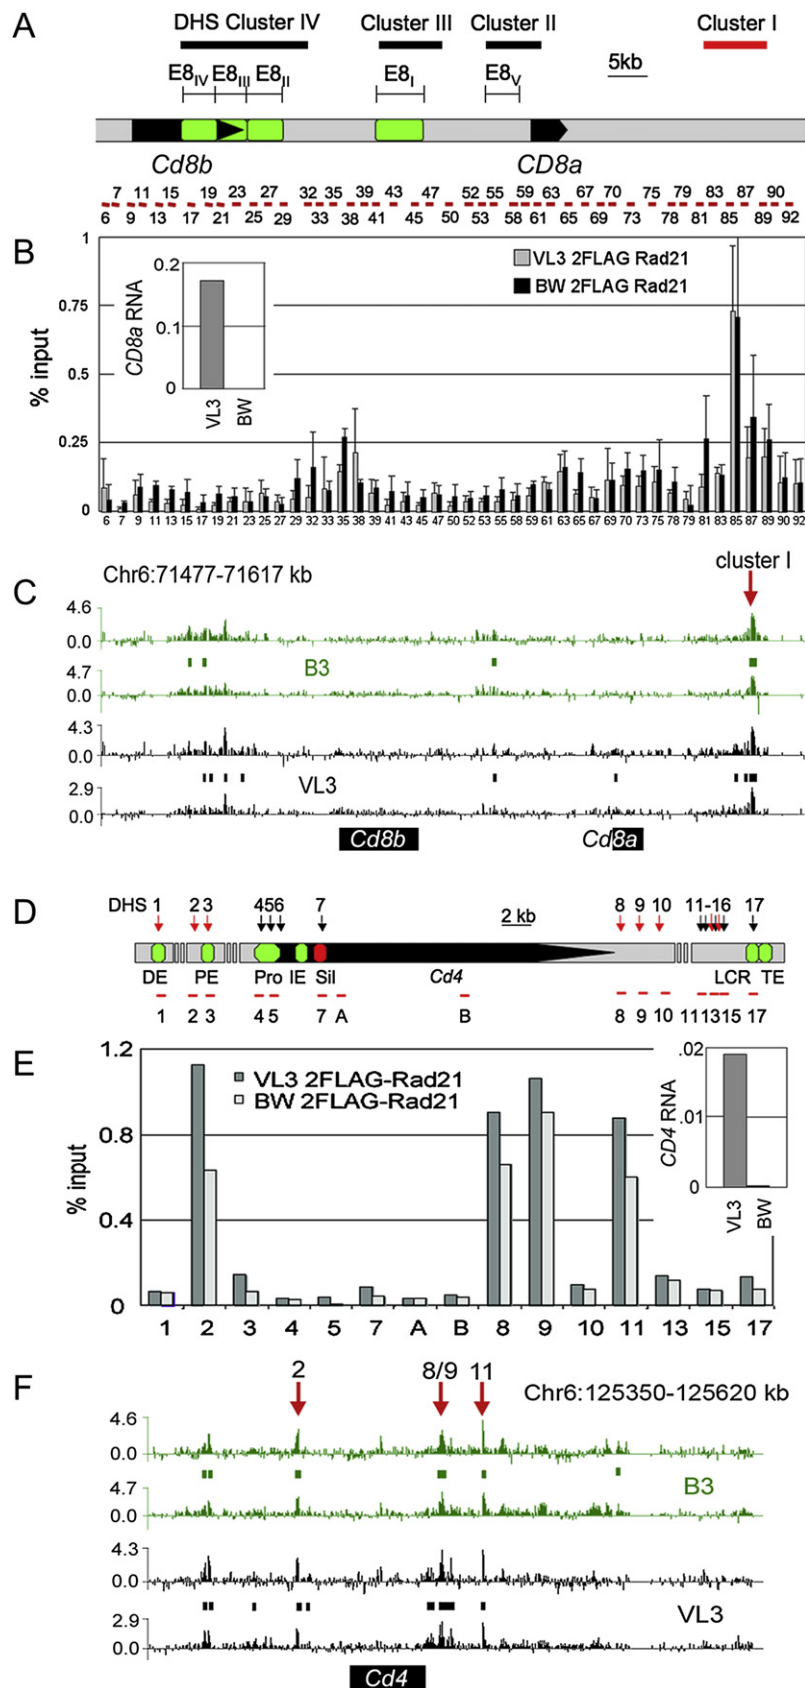 A
DHS Cluster IV Cluster III Cluster II Cluster I
E8IV E8III E8II E8I E8V 5kb
Cd8b CD8a
7 11 15 19 23 27 32 35 39 43 47 52 55 59 63 67 70 75 79 83 87 90
6 9 13 17 21 25 29 33 38 41 45 50 53 58 61 65 69 73 78 81 85 89 92
B
VL3 2FLAG Rad21
BW 2FLAG Rad21
% input
1
0.75
0.5
0.25
0
CD8a RNA
0.2
0.1
0
VL3
BW
6 7 9 11 13 15 17 19 21 23 25 27 29 32 33 35 38 39 41 43 45 47 50 52 53 55 58 59 61 63 65 67 69 70 73 75 78 79 81 83 85 87 89 90 92
C
Chr6:71477-71617 kb
cluster I
4.6
0.0
B3
4.7
0.0
4.3
0.0
VL3
2.9
0.0
Cd8b Cd8a
D
DHS 1 2 3 4 5 6 7 8 9 10 11-16 17
2 kb
DE PE Pro IE Sil Cd4 LCR TE
1 2 3 4 5 7 A B 8 9 10 11 13 15 17
E
VL3 2FLAG-Rad21
BW 2FLAG-Rad21
% input
1.2
0.8
0.4
0
CD4 RNA
.02
.01
0
VL3
BW
1 2 3 4 5 7 A B 8 9 10 11 13 15 17
F
2 8/9 11
Chr6:125350-125620 kb
4.6
0.0
B3
4.7
0.0
4.3
0.0
VL3
2.9
0.0
Cd4